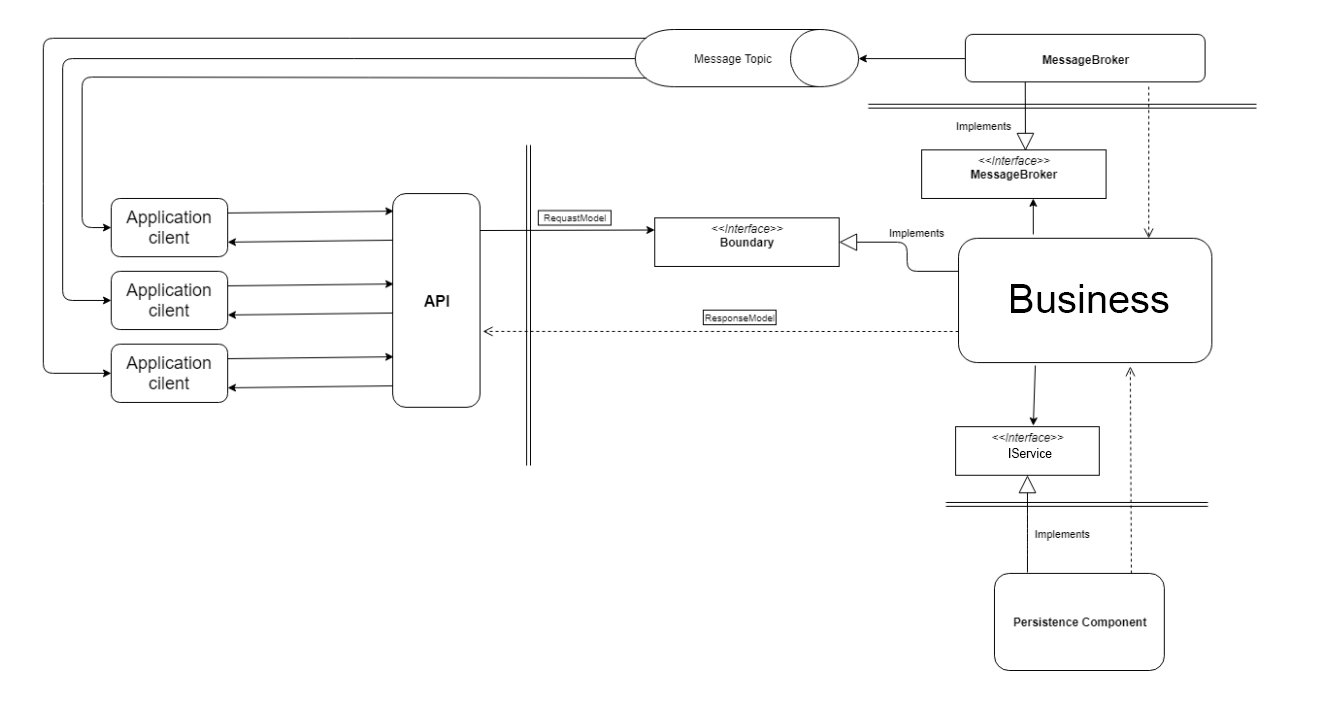 Message Topic
MessageBroker
Implements
<<Interface>>
MessageBroker
Application
cilent
RequastModel
<<Interface>>
Boundary
Implements
Application
cilent
API
Business
ResponseModel
Application
cilent
<<Interface>>
IService
Implements
Persistence Component